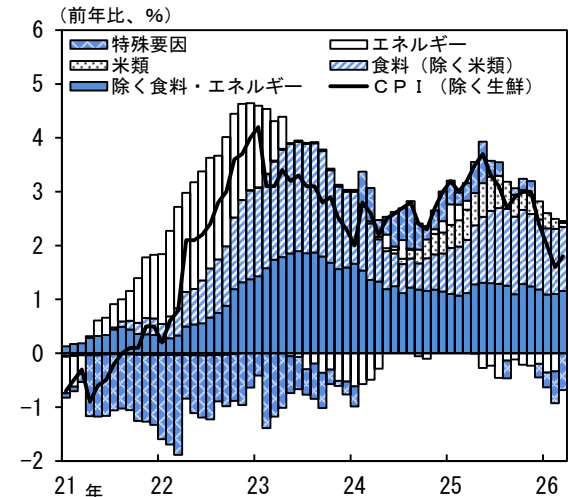 （前年比、％）
特殊要因
エネルギー
米類
食料（除く米類）
除く食料・エネルギー
ＣＰＩ（除く生鮮）
6
5
4
3
2
1
0
−1
−2
21 年 22 23 24 25 26